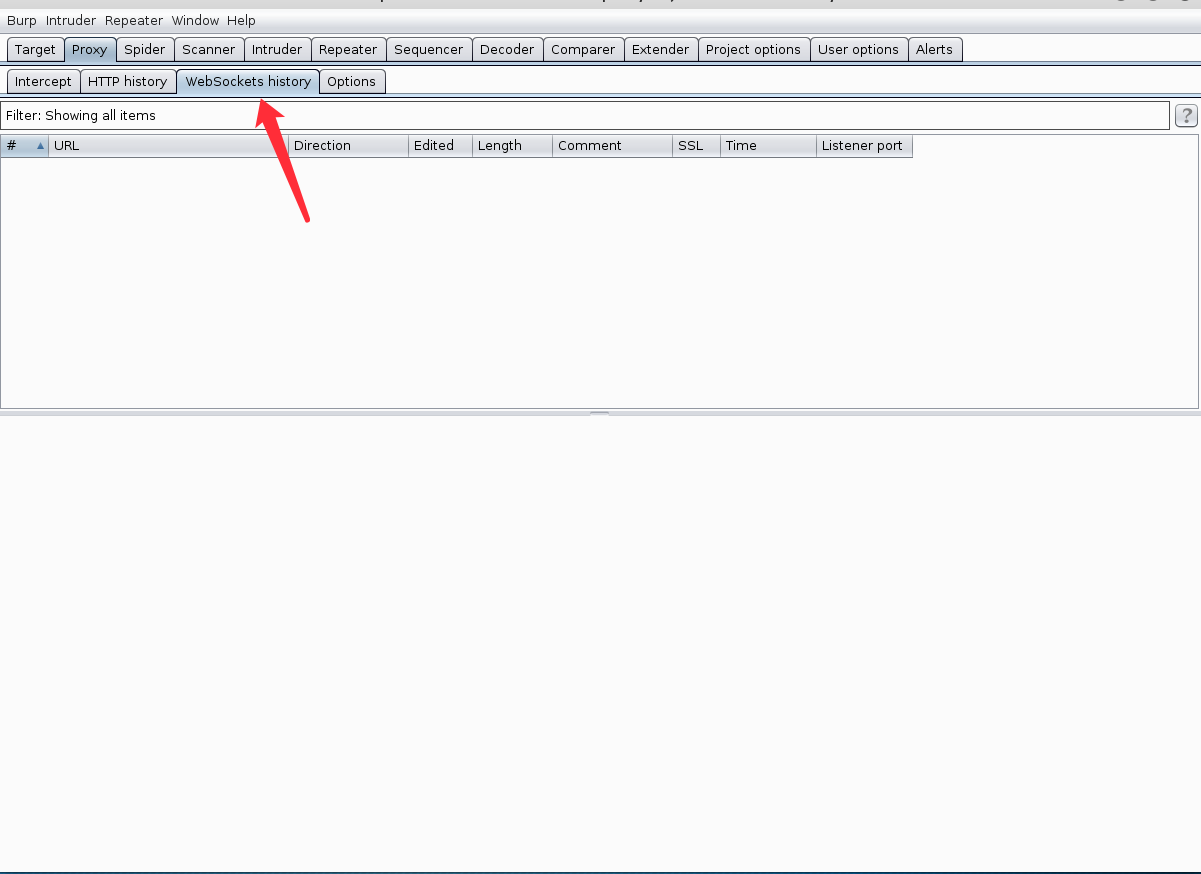 Burp Intruder Repeater Window Help
Target Proxy Spider Scanner Intruder Repeater Sequencer Decoder Comparer Extender Project options User options Alerts
Intercept HTTP history WebSockets history Options
Filter: Showing all items ?
# URL Direction Edited Length Comment SSL Time Listener port